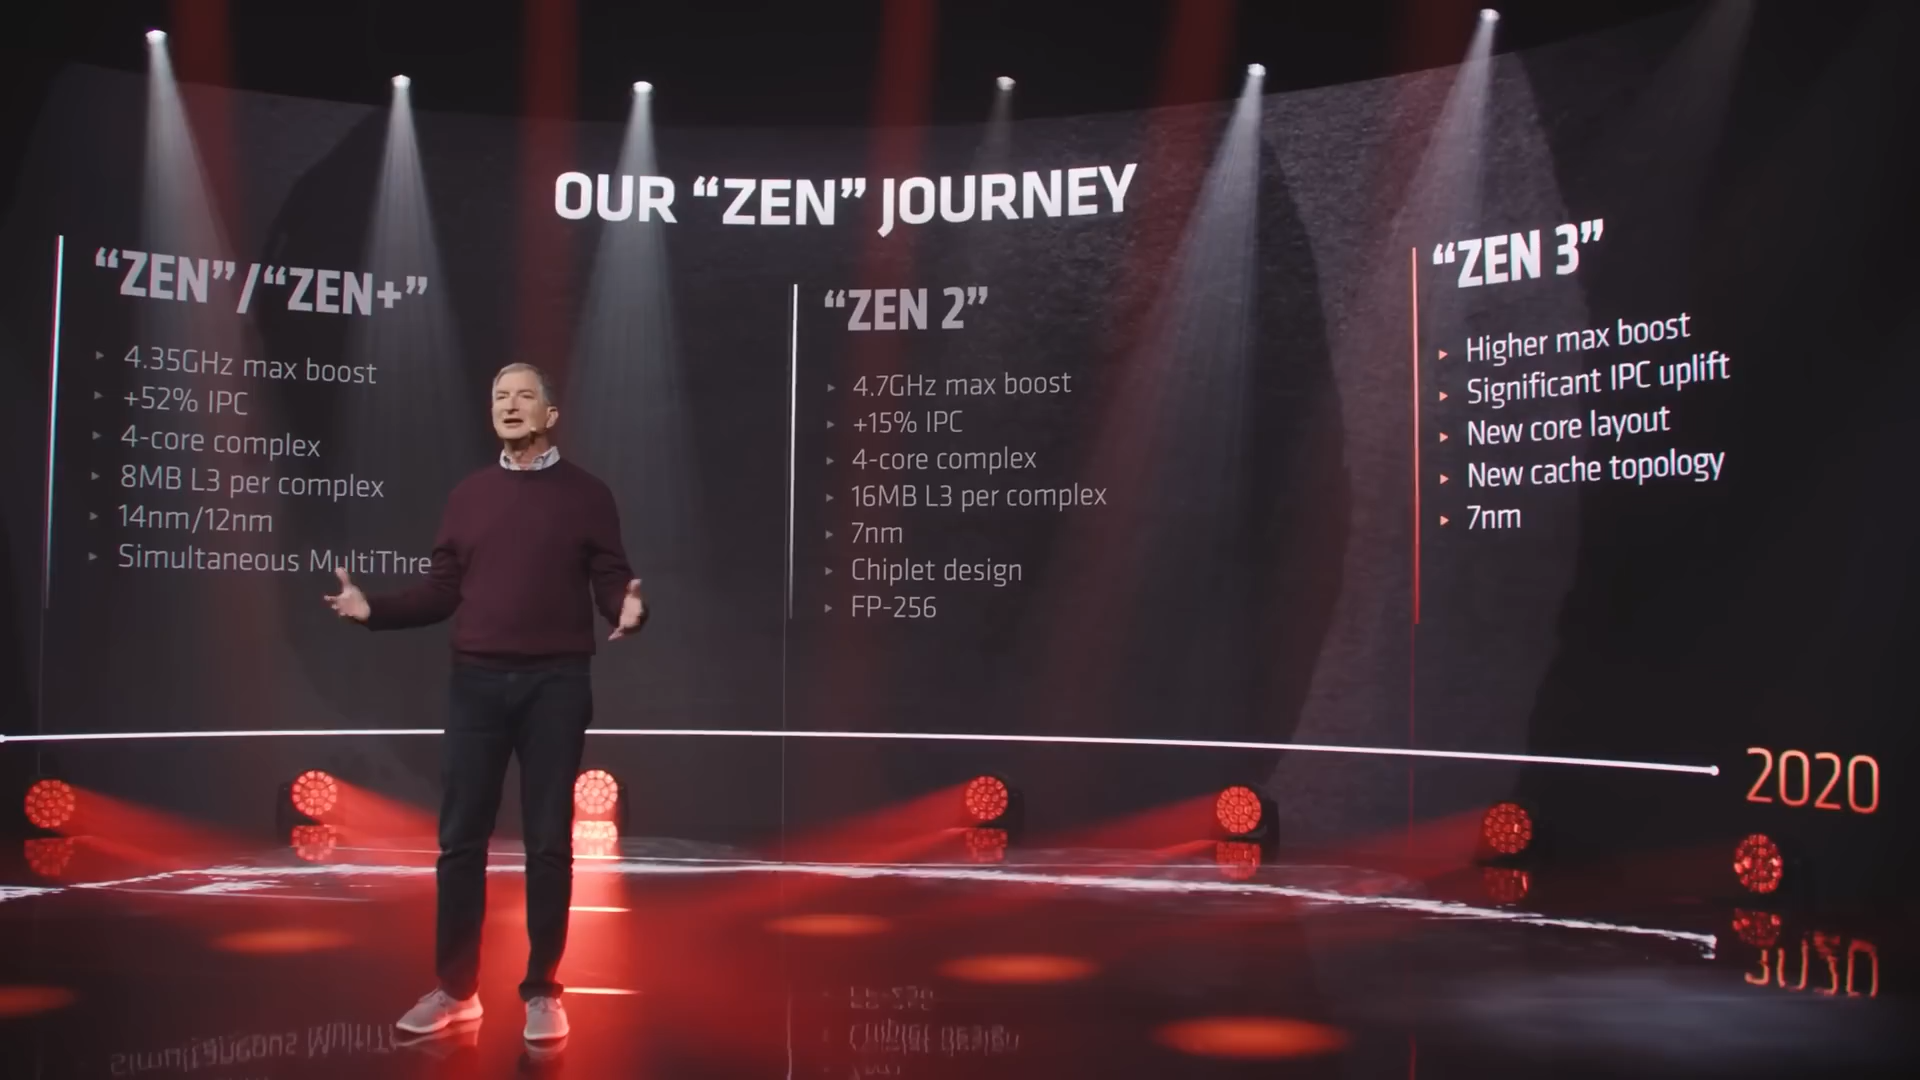 OUR “ZEN” JOURNEY
“ZEN”/“ZEN+”
4.35GHz max boost
+52% IPC
4-core complex
8MB L3 per complex
14nm/12nm
Simultaneous MultiThre
“ZEN 2”
4.7GHz max boost
+15% IPC
4-core complex
16MB L3 per complex
7nm
Chiplet design
FP-256
“ZEN 3”
Higher max boost
Significant IPC uplift
New core layout
New cache topology
7nm
2020